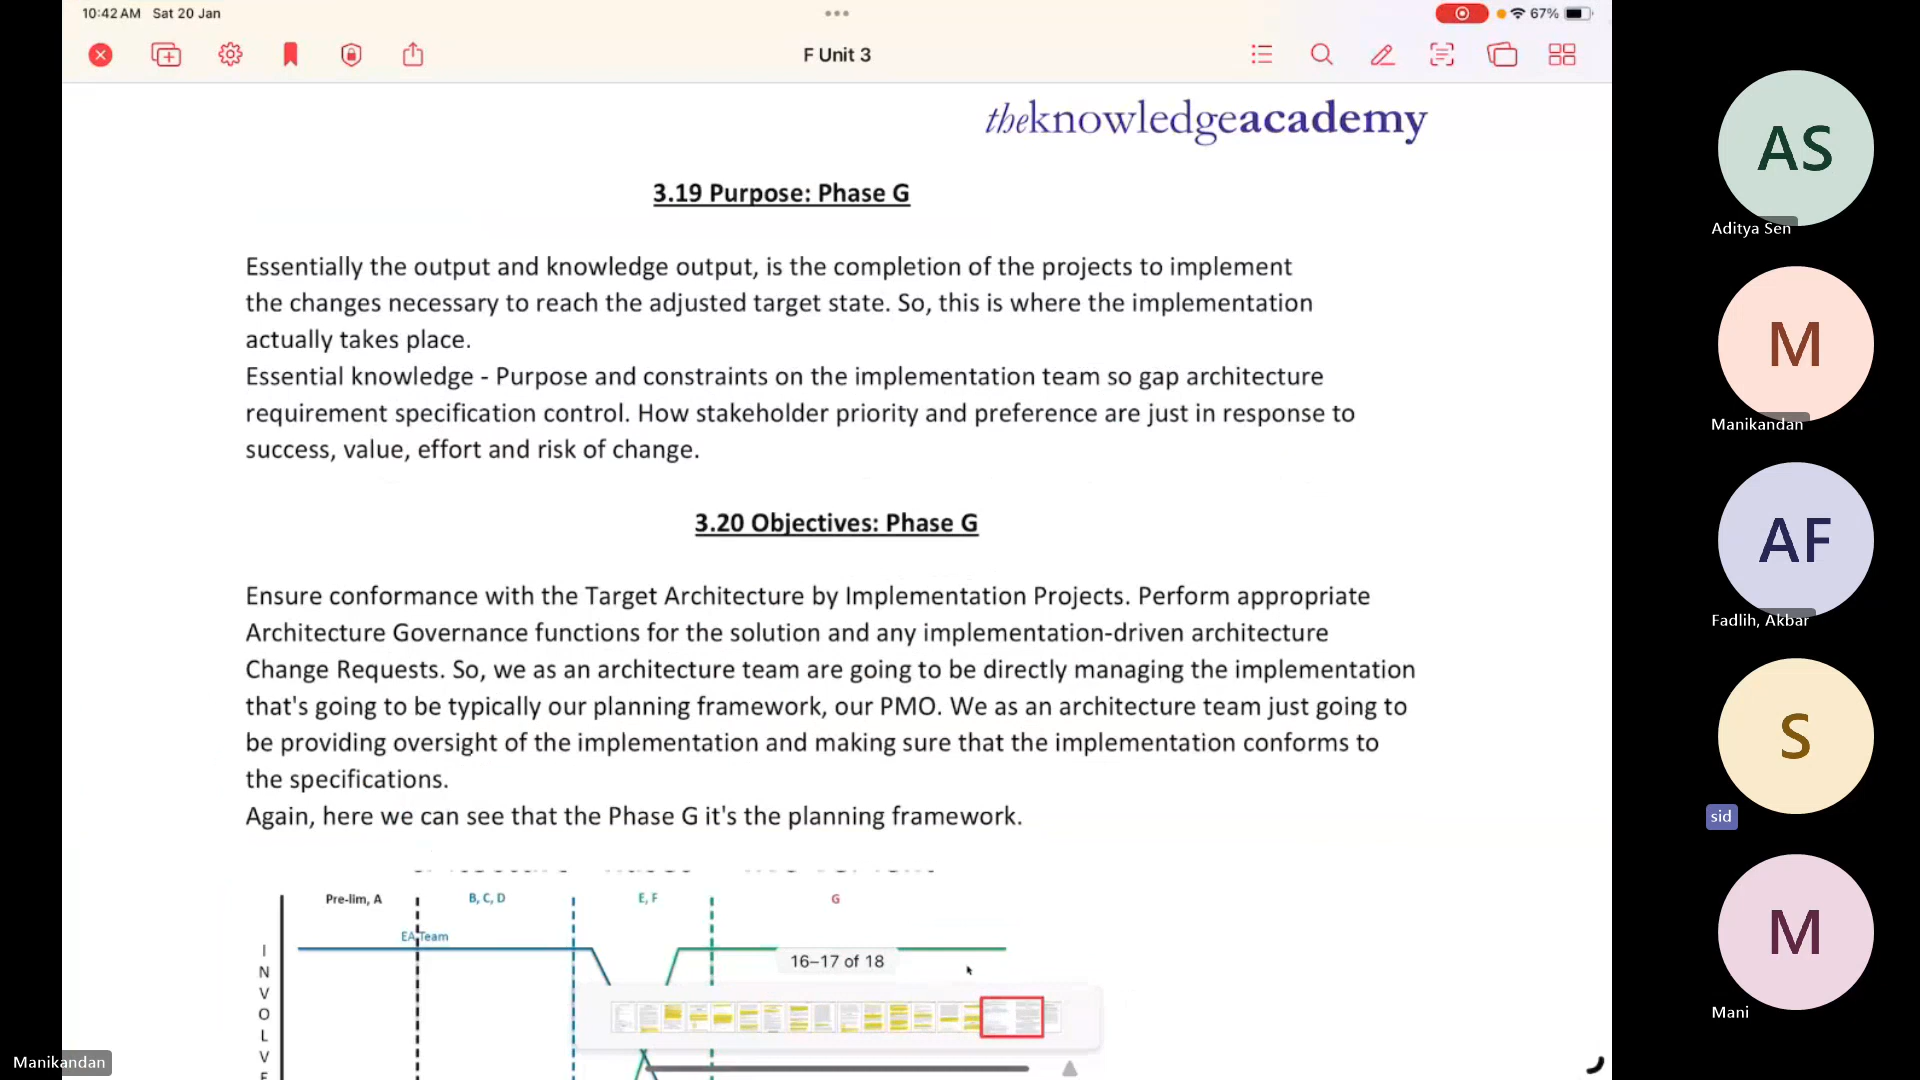 10:42 AM Sat 20 Jan
67%
F Unit 3
theknowledgeacademy
3.19 Purpose: Phase G
Essentially the output and knowledge output, is the completion of the projects to implement
the changes necessary to reach the adjusted target state. So, this is where the implementation
actually takes place.
Essential knowledge - Purpose and constraints on the implementation team so gap architecture
requirement specification control. How stakeholder priority and preference are just in response to
success, value, effort and risk of change.
3.20 Objectives: Phase G
Ensure conformance with the Target Architecture by Implementation Projects. Perform appropriate
Architecture Governance functions for the solution and any implementation-driven architecture
Change Requests. So, we as an architecture team are going to be directly managing the implementation
that's going to be typically our planning framework, our PMO. We as an architecture team just going to
be providing oversight of the implementation and making sure that the implementation conforms to
the specifications.
Again, here we can see that the Phase G it's the planning framework.
Pre-lim, A
B, C, D
E, F
G
EA Team
I
N
V
O
L
V
E
16–17 of 18
AS
Aditya Sen
M
Manikandan
AF
Fadlih, Akbar
S
sid
M
Mani
Manikandan